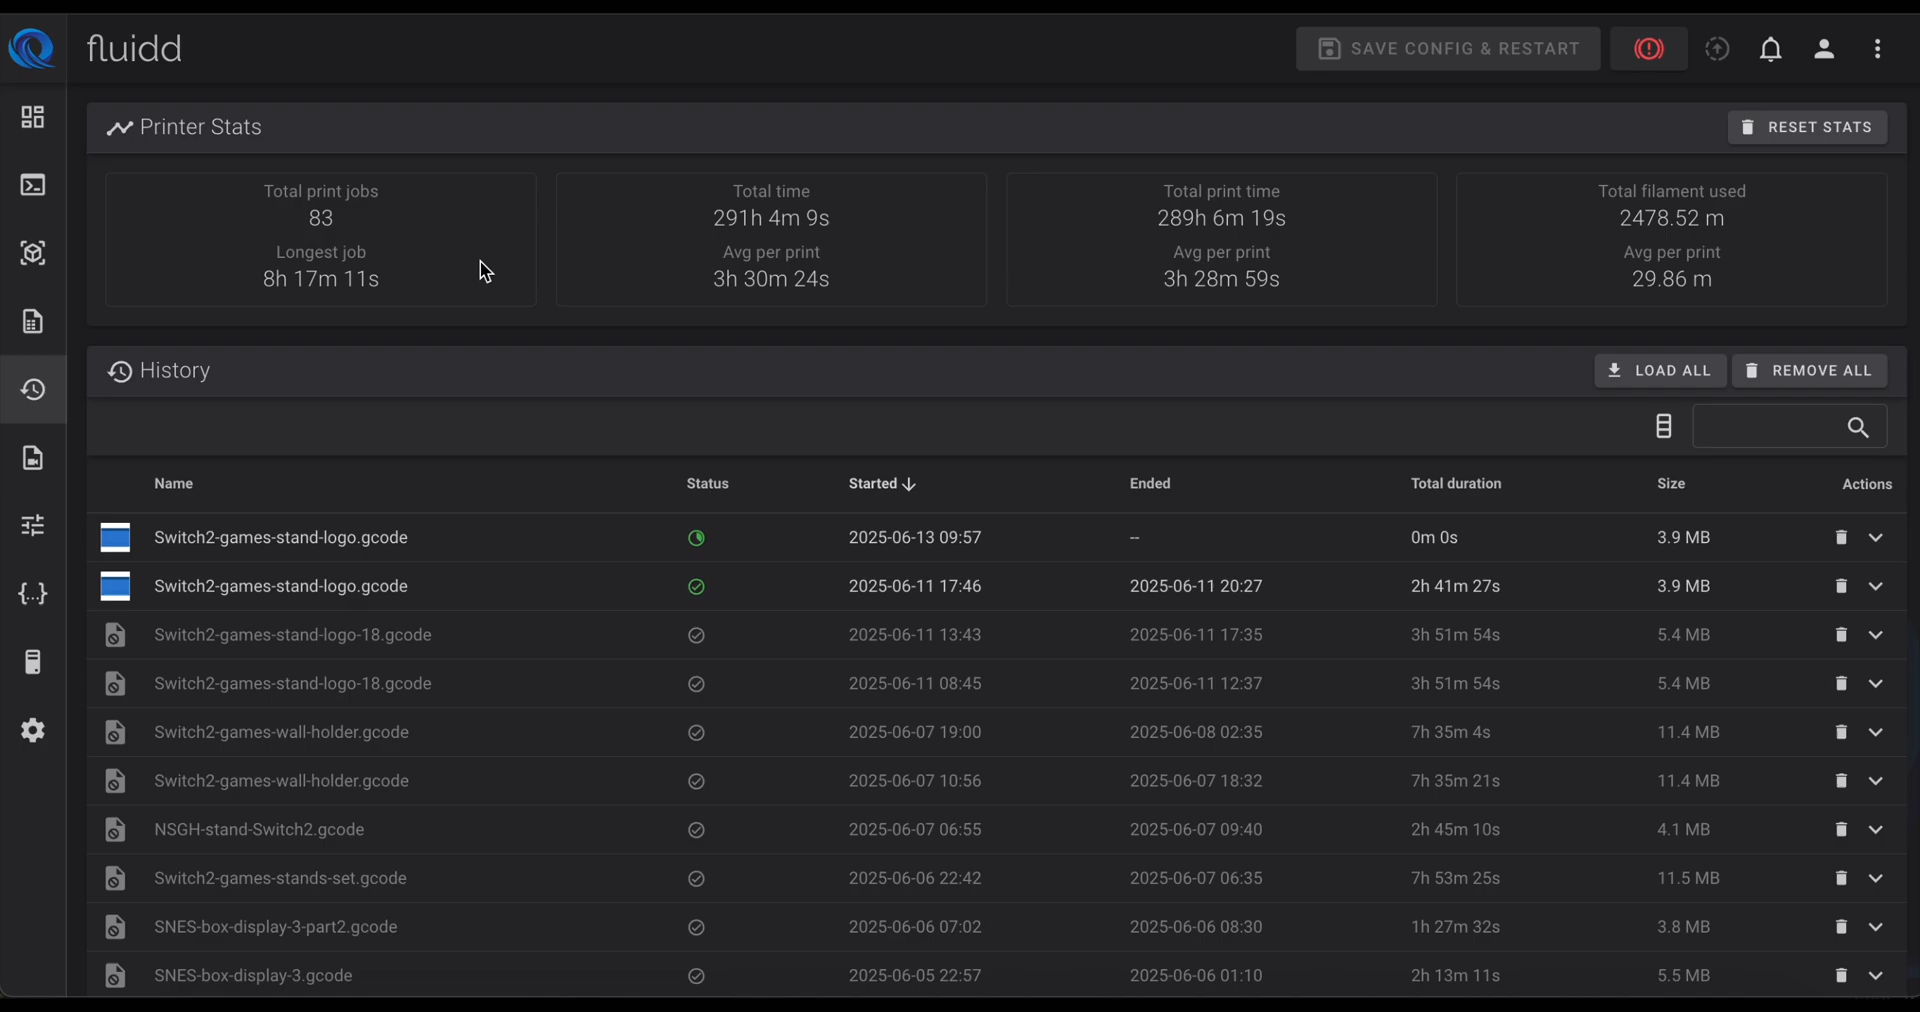 fluidd
SAVE CONFIG & RESTART
Printer Stats
RESET STATS
Total print jobs
83
Longest job
8h 17m 11s
Total time
291h 4m 9s
Avg per print
3h 30m 24s
Total print time
289h 6m 19s
Avg per print
3h 28m 59s
Total filament used
2478.52 m
Avg per print
29.86 m
History
LOAD ALL
REMOVE ALL
Name Status Started Ended Total duration Size Actions
Switch2-games-stand-logo.gcode 2025-06-13 09:57 -- 0m 0s 3.9 MB
Switch2-games-stand-logo.gcode 2025-06-11 17:46 2025-06-11 20:27 2h 41m 27s 3.9 MB
Switch2-games-stand-logo-18.gcode 2025-06-11 13:43 2025-06-11 17:35 3h 51m 54s 5.4 MB
Switch2-games-stand-logo-18.gcode 2025-06-11 08:45 2025-06-11 12:37 3h 51m 54s 5.4 MB
Switch2-games-wall-holder.gcode 2025-06-07 19:00 2025-06-08 02:35 7h 35m 4s 11.4 MB
Switch2-games-wall-holder.gcode 2025-06-07 10:56 2025-06-07 18:32 7h 35m 21s 11.4 MB
NSGH-stand-Switch2.gcode 2025-06-07 06:55 2025-06-07 09:40 2h 45m 10s 4.1 MB
Switch2-games-stands-set.gcode 2025-06-06 22:42 2025-06-07 06:35 7h 53m 25s 11.5 MB
SNES-box-display-3-part2.gcode 2025-06-06 07:02 2025-06-06 08:30 1h 27m 32s 3.8 MB
SNES-box-display-3.gcode 2025-06-05 22:57 2025-06-06 01:10 2h 13m 11s 5.5 MB